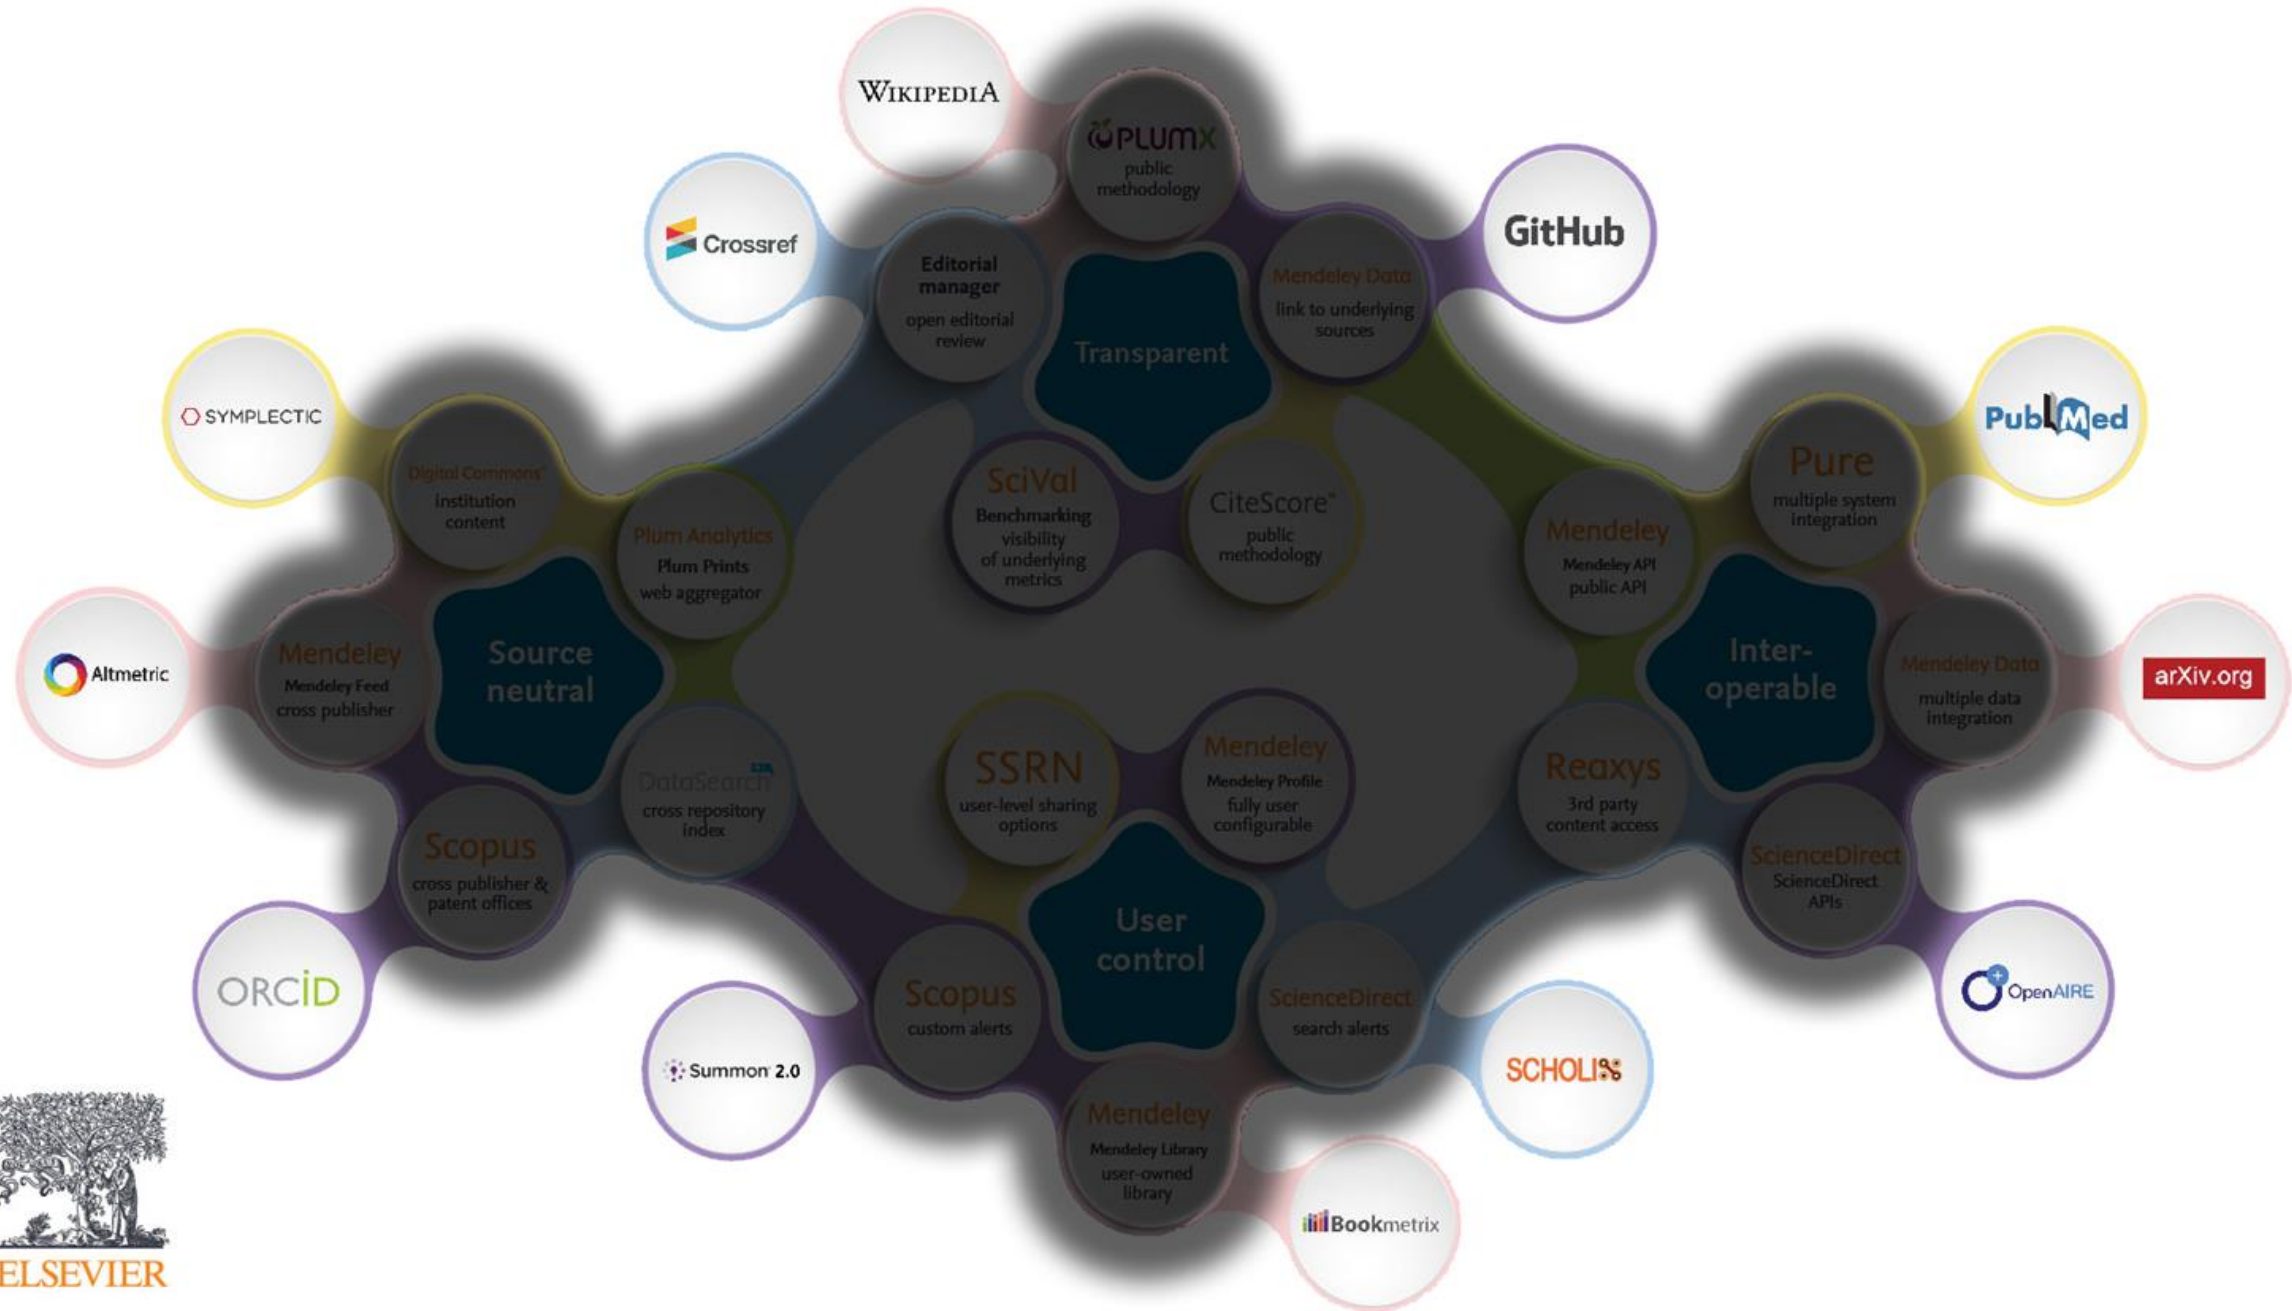 WIKIPEDIA
PLUMX
public
methodology
Crossref
GitHub
Editorial
manager
open editorial
review
Mendeley Data
link to underlying
sources
Transparent
SYMPLECTIC
PubMed
Digital Commons
institution
content
Pure
multiple system
integration
SciVal
Benchmarking
visibility
of underlying
metrics
CiteScore™
public
methodology
Plum Analytics
Plum Prints
web aggregator
Mendeley
Mendeley API
public API
Altmetric
Mendeley
Mendeley Feed
cross publisher
Source
neutral
Inter-
operable
Mendeley Data
multiple data
integration
arXiv.org
DataSearch
cross repository
index
SSRN
user-level sharing
options
Mendeley
Mendeley Profile
fully user
configurable
Reaxys
3rd party
content access
Scopus
cross publisher &
patent offices
ScienceDirect
ScienceDirect
APIs
User
control
ORCID
Scopus
custom alerts
ScienceDirect
search alerts
OpenAIRE
Summon 2.0
SCHOLIX
Mendeley
Mendeley Library
user-owned
library
Bookmetrix
ELSEVIER